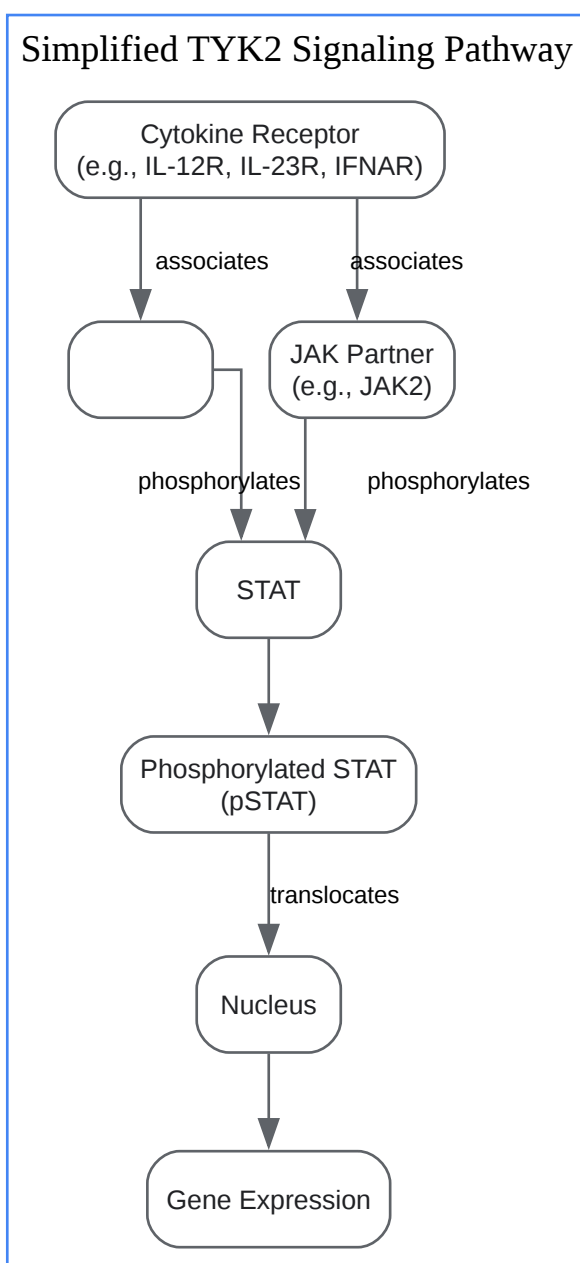 Simplified TYK2 Signaling Pathway
Cytokine Receptor
(e.g., IL-12R, IL-23R, IFNAR)
associates
associates
JAK Partner
(e.g., JAK2)
phosphorylates
phosphorylates
STAT
Phosphorylated STAT
(pSTAT)
translocates
Nucleus
Gene Expression